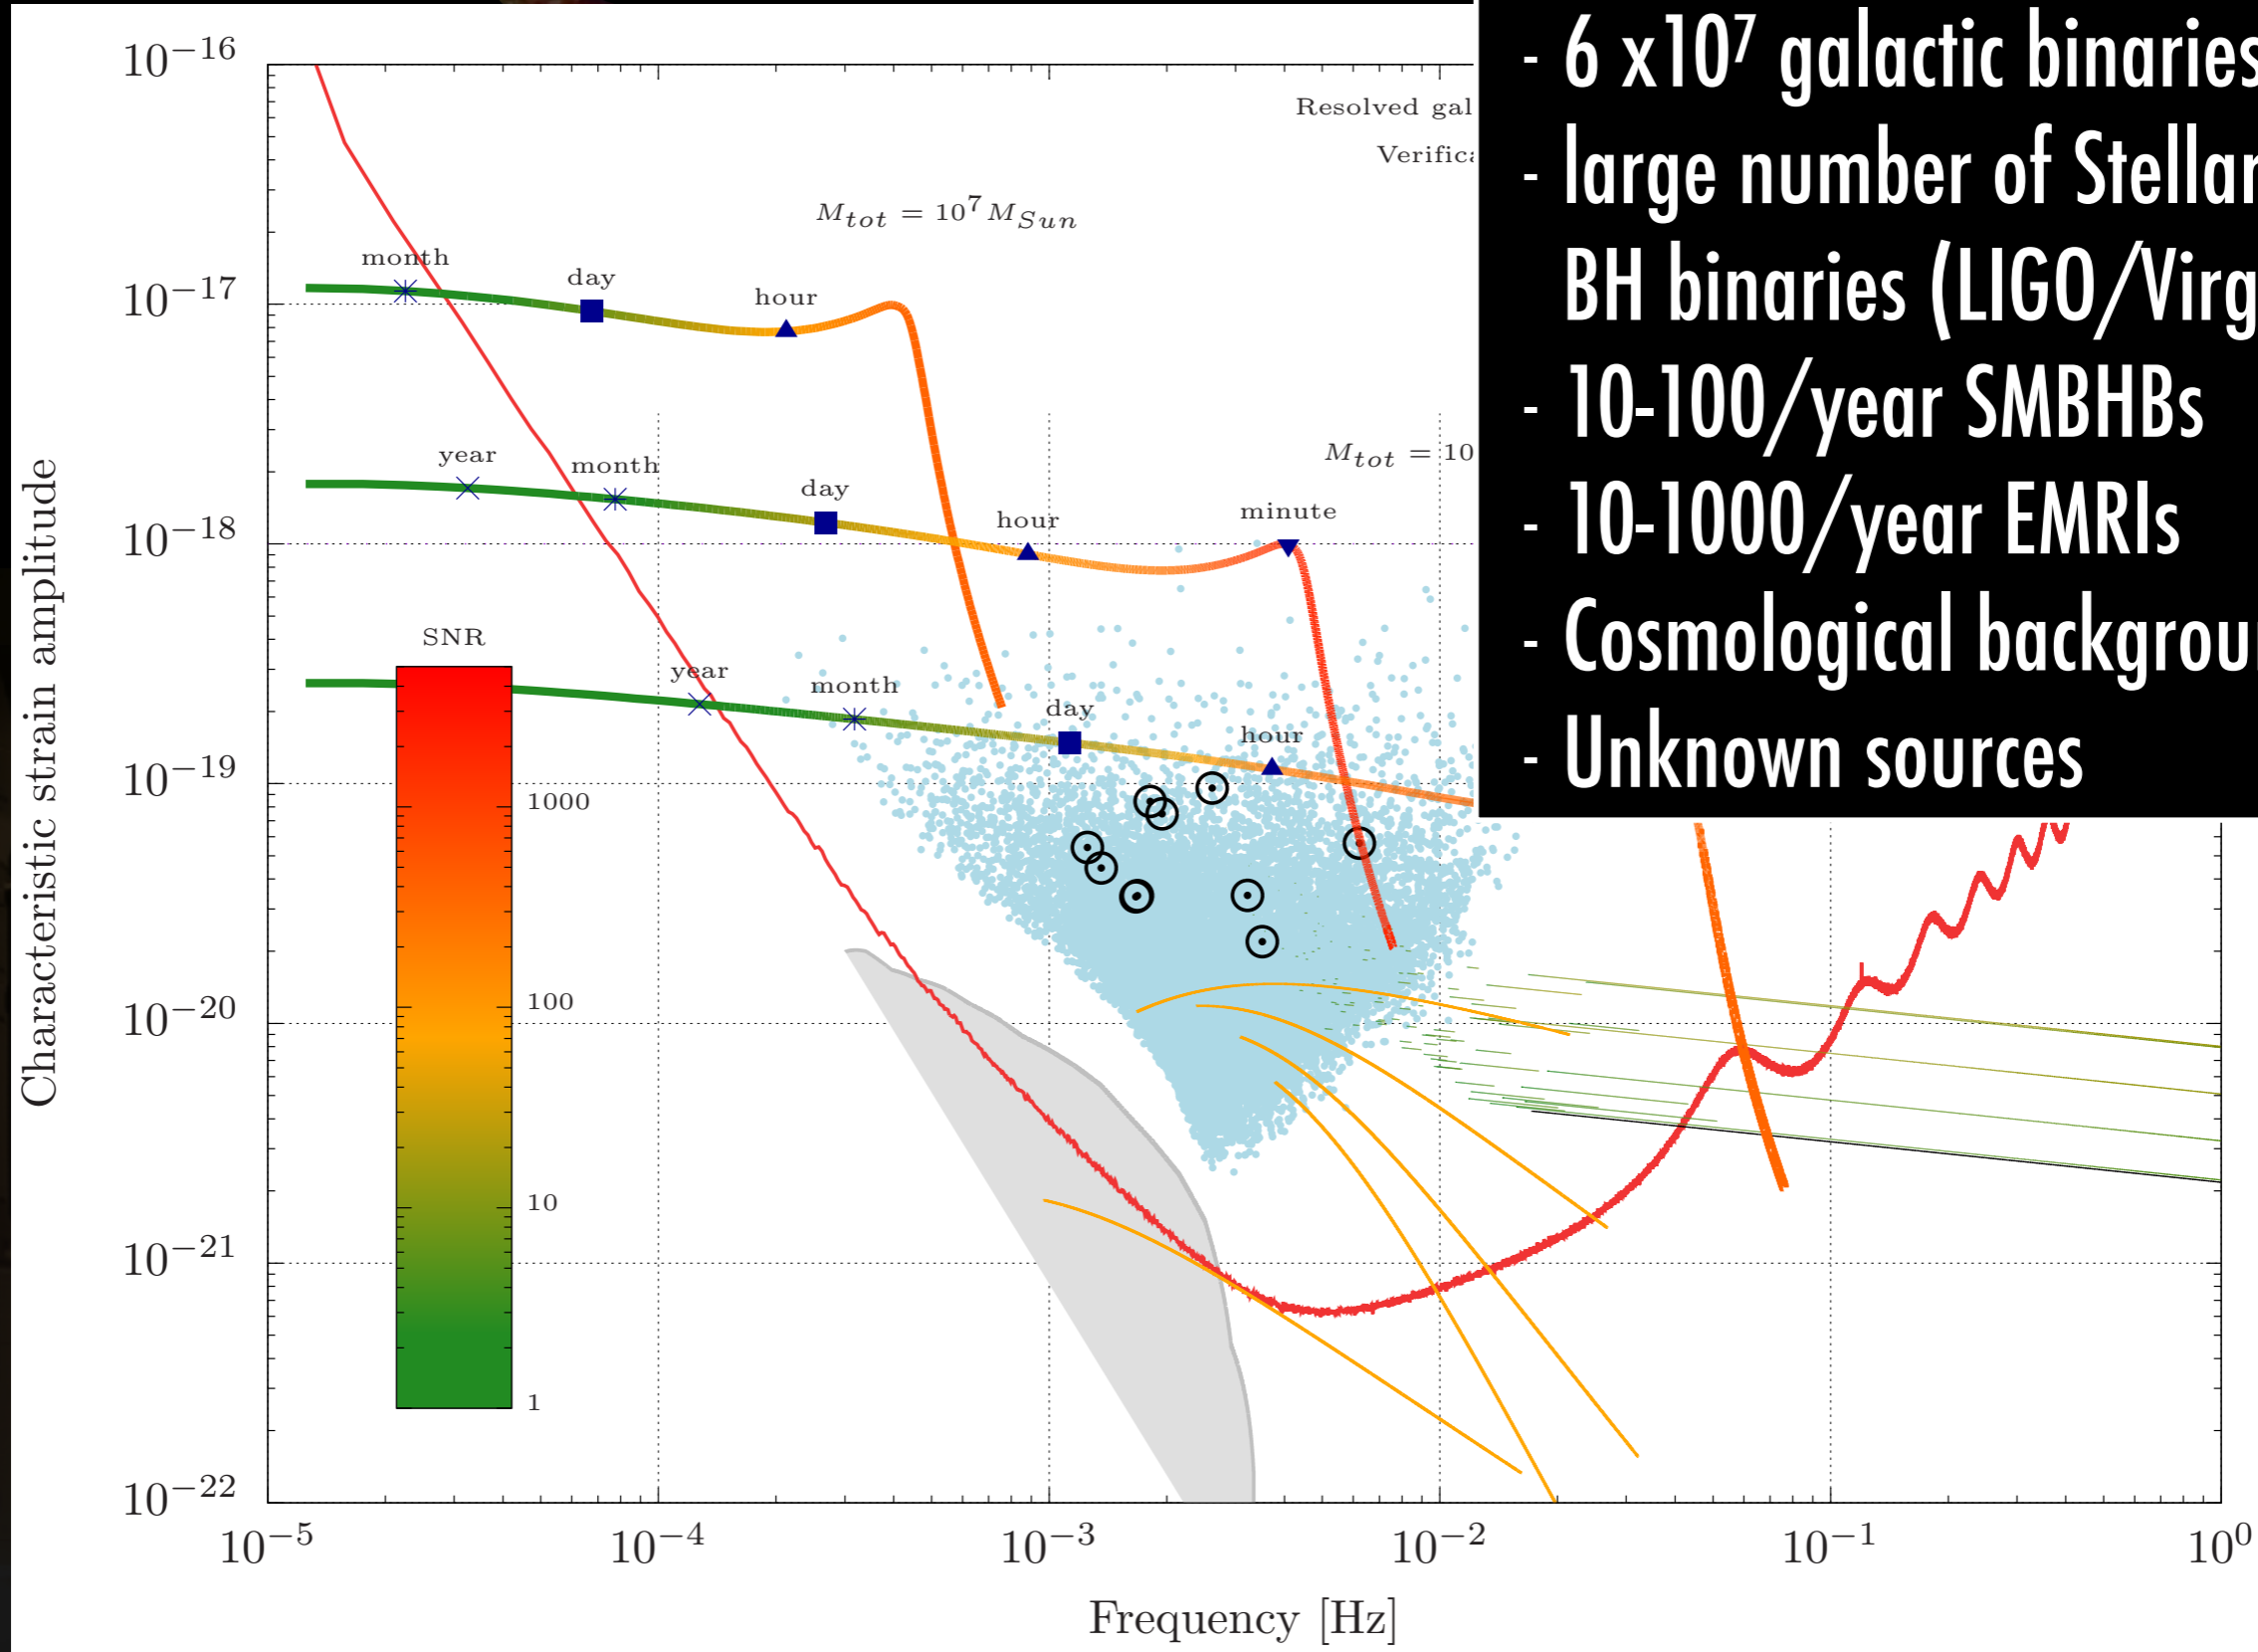 - 6 x10⁷ galactic binaries
- large number of Stellar
BH binaries (LIGO/Virg
- 10-100/year SMBHBs
- 10-1000/year EMRIs
- Cosmological backgrou
- Unknown sources
Resolved gal
Verifica
M_tot = 10⁷ M_Sun
month
day
hour
M_tot = 10
year
month
day
hour
minute
SNR
year
month
day
hour
1000
100
10
1
10⁻¹⁶
10⁻¹⁷
10⁻¹⁸
10⁻¹⁹
10⁻²⁰
10⁻²¹
10⁻²²
Characteristic strain amplitude
10⁻⁵ 10⁻⁴ 10⁻³ 10⁻² 10⁻¹ 10⁰
Frequency [Hz]